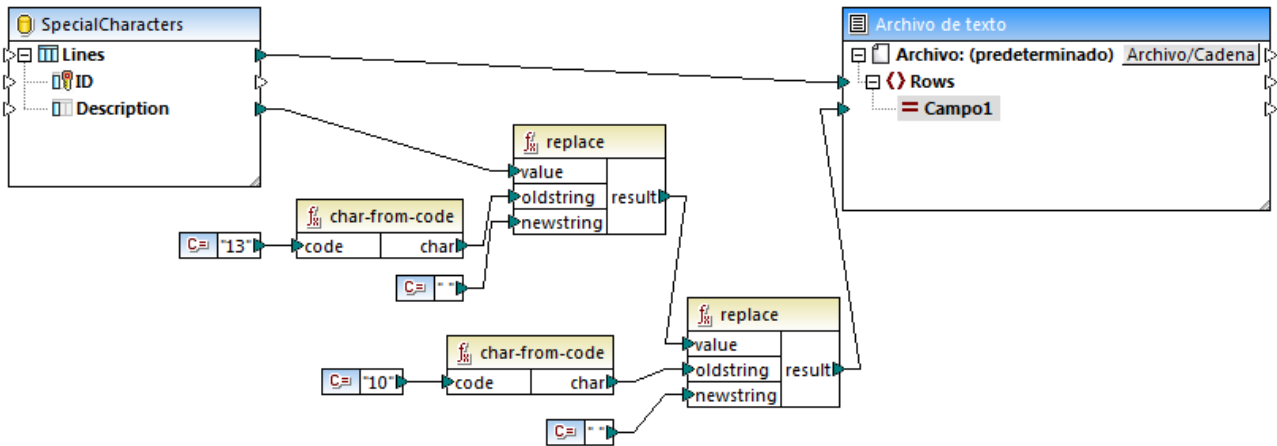 SpecialCharacters
Lines
ID
Description
replace
value
oldstring
newstring
result
char-from-code
code
char
C= "13"
C= " "
replace
value
oldstring
newstring
result
char-from-code
code
char
C= "10"
C= " "
Archivo de texto
Archivo: (predeterminado) Archivo/Cadena
{} Rows
= Campo1